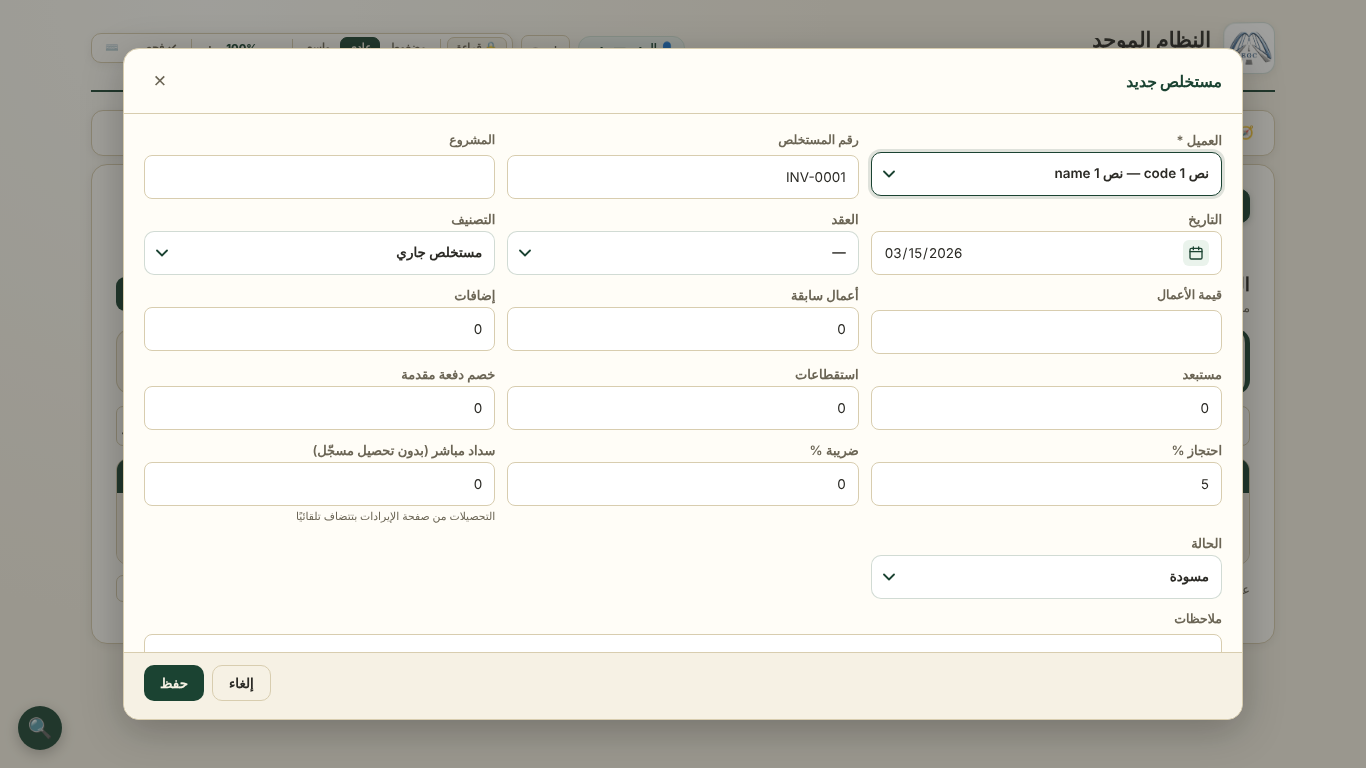 النظام الموحد
100%
مستخلص جديد
×
العميل *
رقم المستخلص
المشروع
نص code 1 — نص name 1
INV-0001
التاريخ
العقد
التصنيف
03/15/2026
—
مستخلص جاري
قيمة الأعمال
أعمال سابقة
إضافات
0
0
مستبعد
استقطاعات
خصم دفعة مقدمة
0
0
0
احتجاز %
ضريبة %
سداد مباشر (بدون تحصيل مسجّل)
5
0
0
التحصيلات من صفحة الإيرادات بتتضاف تلقائيًا
الحالة
مسودة
ملاحظات
إلغاء
حفظ